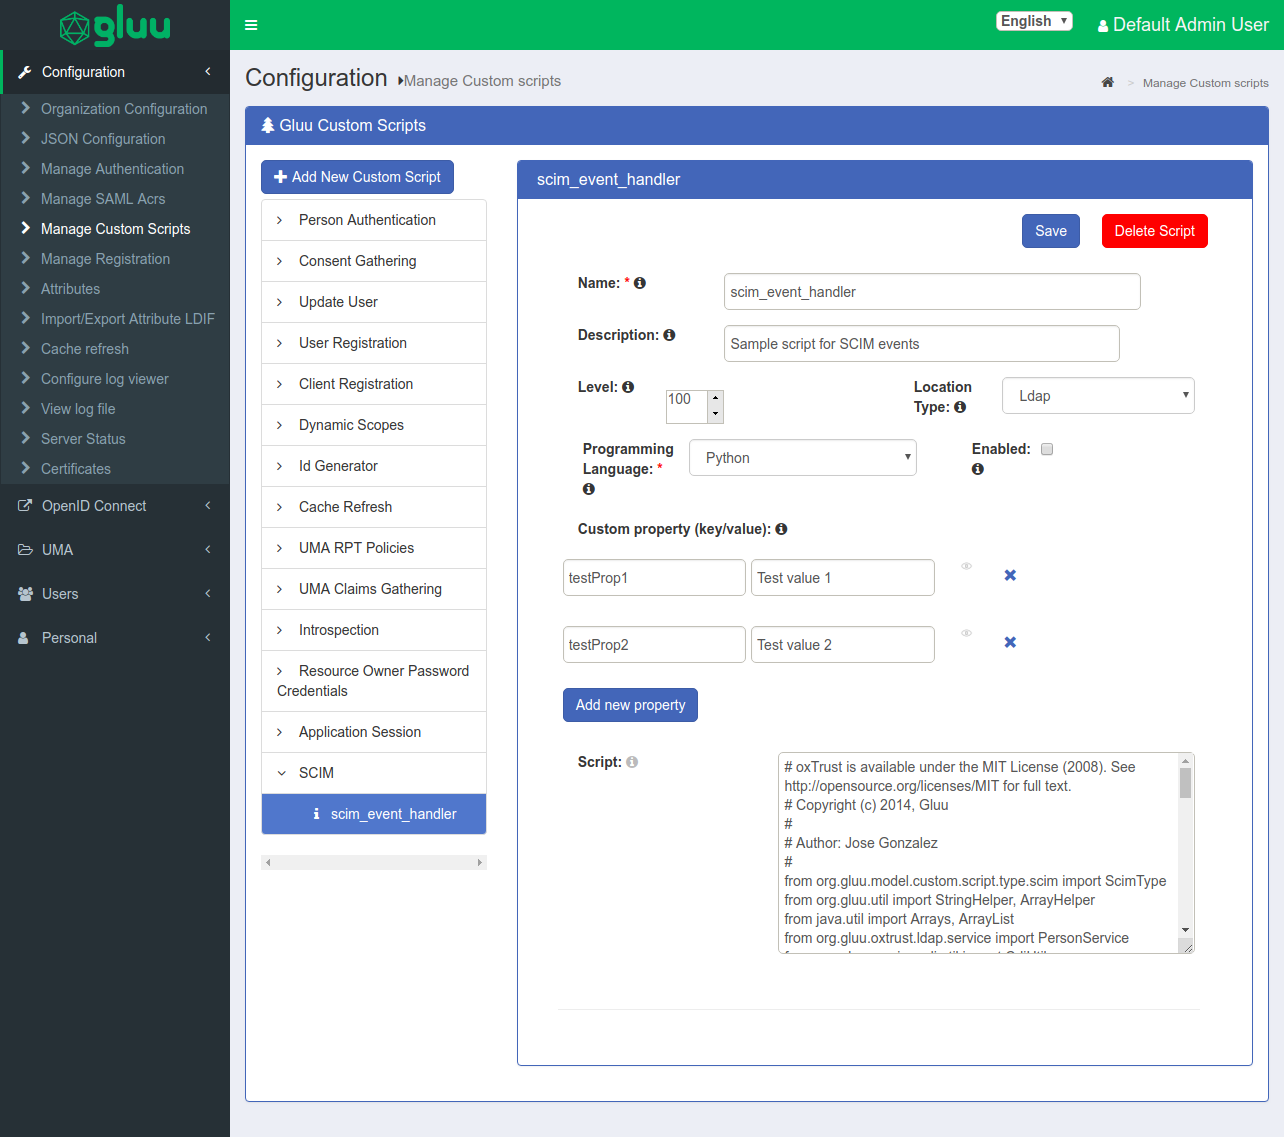 gluu
English
Default Admin User
Configuration
Organization Configuration
JSON Configuration
Manage Authentication
Manage SAML Acrs
Manage Custom Scripts
Manage Registration
Attributes
Import/Export Attribute LDIF
Cache refresh
Configure log viewer
View log file
Server Status
Certificates
OpenID Connect
UMA
Users
Personal
Configuration Manage Custom scripts
> Manage Custom scripts
Gluu Custom Scripts
Add New Custom Script
Person Authentication
Consent Gathering
Update User
User Registration
Client Registration
Dynamic Scopes
Id Generator
Cache Refresh
UMA RPT Policies
UMA Claims Gathering
Introspection
Resource Owner Password
Credentials
Application Session
SCIM
scim_event_handler
scim_event_handler
Save
Delete Script
Name: *
scim_event_handler
Description:
Sample script for SCIM events
Level:
100
Location
Type:
Ldap
Programming
Language: *
Python
Enabled:
Custom property (key/value):
testProp1
Test value 1
testProp2
Test value 2
Add new property
Script:
# oxTrust is available under the MIT License (2008). See
http://opensource.org/licenses/MIT for full text.
# Copyright (c) 2014, Gluu
#
# Author: Jose Gonzalez
#
from org.gluu.model.custom.script.type.scim import ScimType
from org.gluu.util import StringHelper, ArrayHelper
from java.util import Arrays, ArrayList
from org.gluu.oxtrust.ldap.service import PersonService